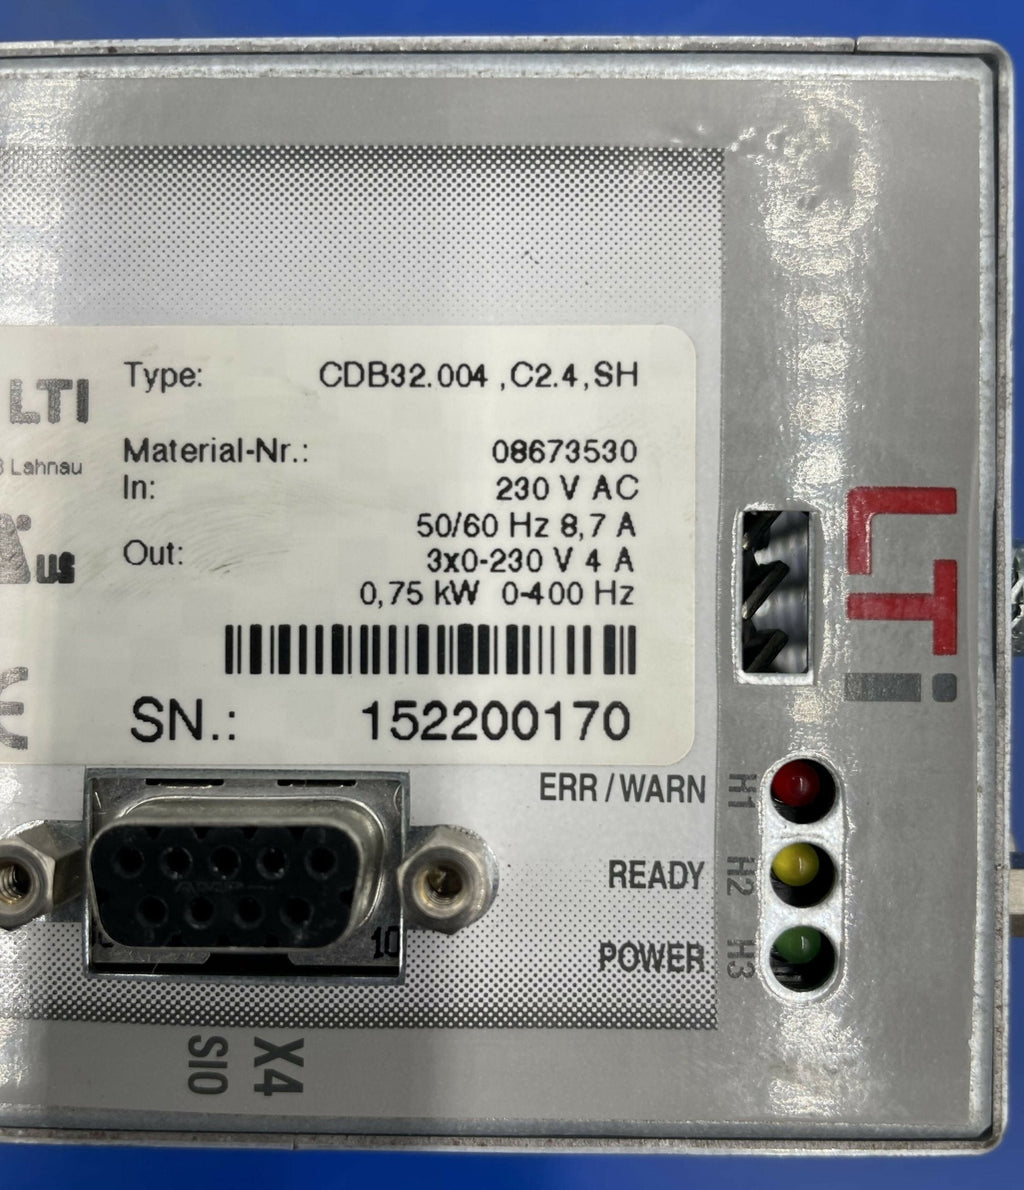 LTI
Lahnau
US
CE
Type: CDB32.004 ,C2.4,SH
Material-Nr.: 08673530
In: 230 V AC
50/60 Hz 8,7 A
Out: 3x0-230 V 4 A
0,75 kW 0-400 Hz
SN.: 152200170
LTi
ERR / WARN H1
READY H2
POWER H3
AMP
10
X4
SIO